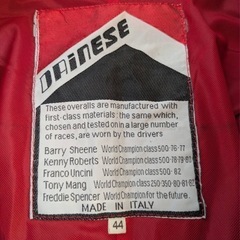 DAINESE
These overalls are manufactured with
first-class materials: the same which,
chosen and tested on in a large number
of races, are worn by the drivers
Barry Sheene World Champion class 500-76-77
Kenny Roberts World Champion class 500-78-79-80
Franco Uncini World Champion class 500- 82
Tony Mang World Champion class 250 350-80-81-82
Freddie Spencer World Champion for the future.
MADE IN ITALY
44